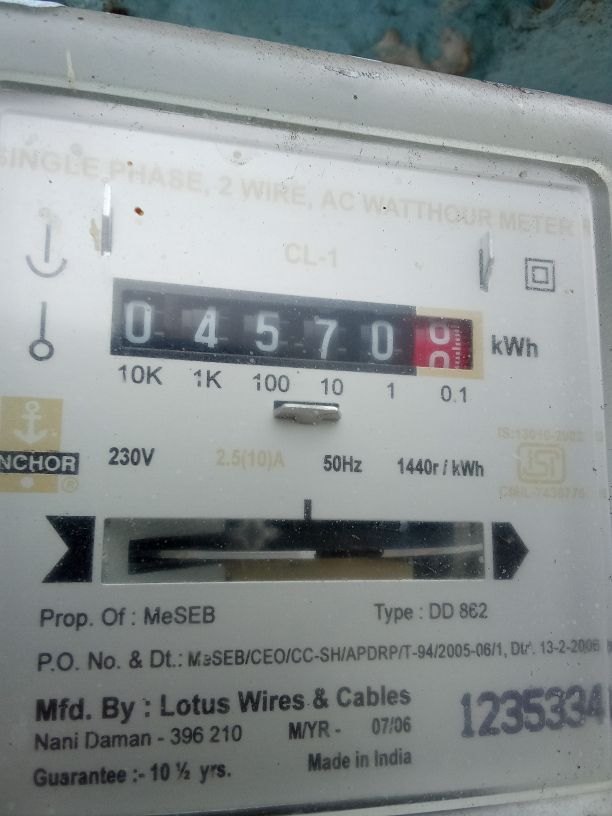 SINGLE PHASE, 2 WIRE, AC WATTHOUR METER
CL-1
0 4 5 7 0 kWh
10K 1K 100 10 1 0.1
NCHOR ®
230V 2.5(10)A 50Hz 1440r / kWh
ISI
Prop. Of : MeSEB Type : DD 862
P.O. No. & Dt.: MeSEB/CEO/CC-SH/APDRP/T-94/2005-06/1, Dt. 13-2-2006
Mfd. By : Lotus Wires & Cables
Nani Daman - 396 210 M/YR - 07/06
1235334
Guarantee :- 10 ½ yrs. Made in India